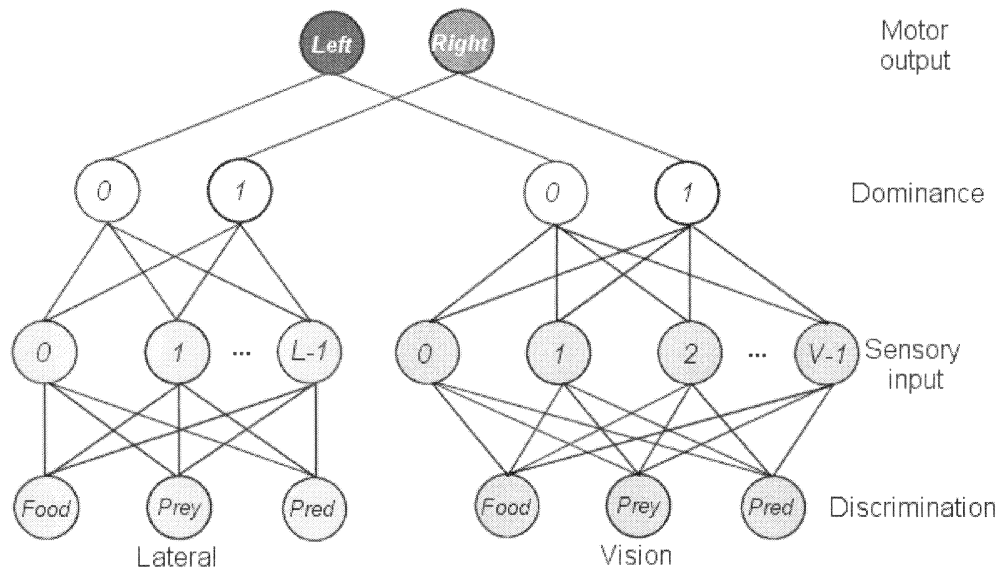 Left Right Motor
output
0 1 0 1 Dominance
0 1 ... L-1 0 1 2 ... V-1 Sensory
input
Food Prey Pred Food Prey Pred Discrimination
Lateral Vision